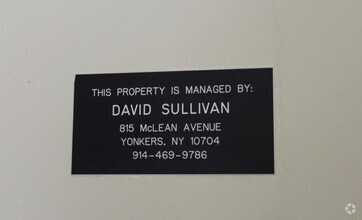 THIS PROPERTY IS MANAGED BY:
DAVID SULLIVAN
815 McLEAN AVENUE
YONKERS, NY 10704
914-469-9786